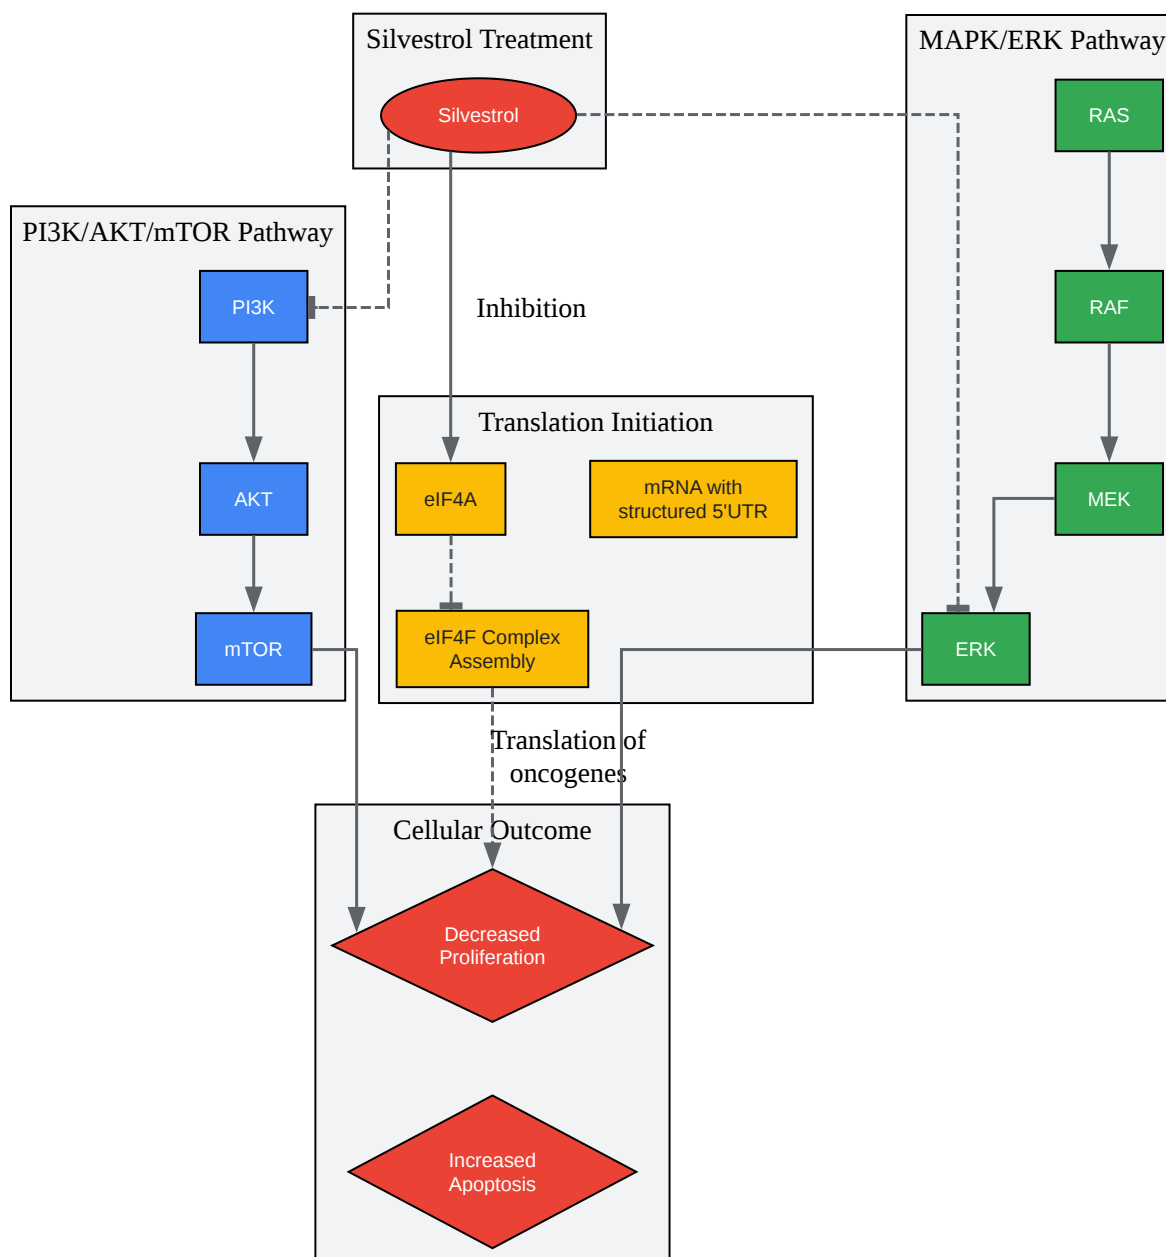 Silvestrol Treatment
MAPK/ERK Pathway
Silvestrol
RAS
PI3K/AKT/mTOR Pathway
PI3K
Inhibition
RAF
Translation Initiation
AKT
eIF4A
mRNA with
structured 5'UTR
MEK
mTOR
eIF4F Complex
Assembly
ERK
Translation of
oncogenes
Cellular Outcome
Decreased
Proliferation
Increased
Apoptosis